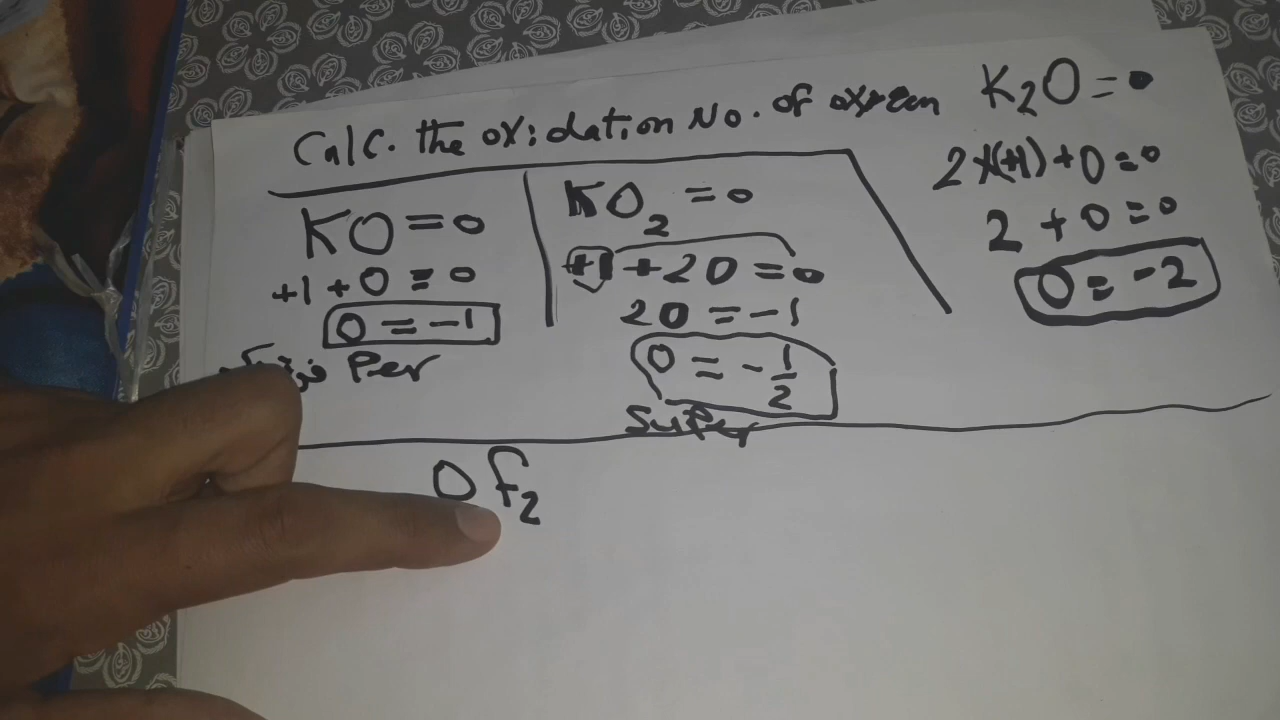 Calc. the oxidation No. of oxygen
KO = 0
+1 + O = 0
O = -1
Per
KO2 = 0
+1 + 2O = 0
2O = -1
O = -1/2
Super
K2O = 0
2x(+1) + O = 0
2 + O = 0
O = -2
OF2